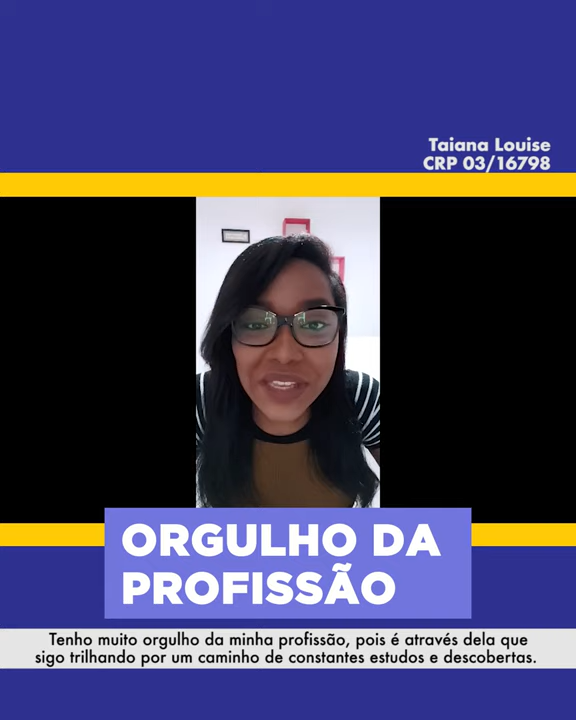 Taiana Louise
CRP 03/16798
ORGULHO DA
PROFISSÃO
Tenho muito orgulho da minha profissão, pois é através dela que
sigo trilhando por um caminho de constantes estudos e descobertas.